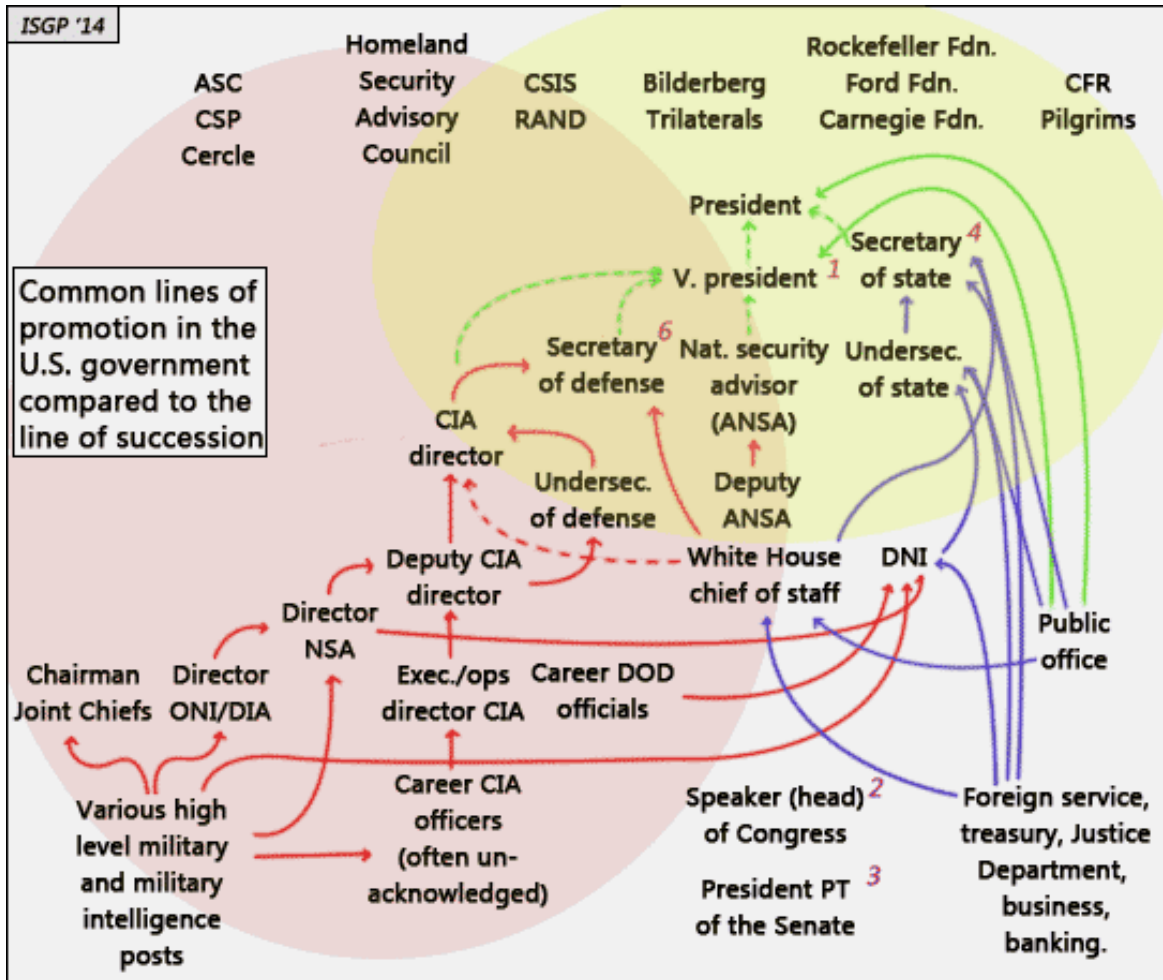 ISGP '14
ASC
CSP
Cercle
Homeland
Security
Advisory
Council
CSIS
RAND
Bilderberg
Trilaterals
Rockefeller Fdn.
Ford Fdn.
Carnegie Fdn.
CFR
Pilgrims
Common lines of
promotion in the
U.S. government
compared to the
line of succession
President
V. president 1
Secretary 4
of state
Secretary 6
of defense
Nat. security
advisor
(ANSA)
Undersec.
of state
CIA
director
Undersec.
of defense
Deputy
ANSA
Deputy CIA
director
White House
chief of staff
DNI
Director
NSA
Public
office
Chairman
Joint Chiefs
Director
ONI/DIA
Exec./ops
director CIA
Career DOD
officials
Various high
level military
and military
intelligence
posts
Career CIA
officers
(often un-
acknowledged)
Speaker (head) 2
of Congress
President PT 3
of the Senate
Foreign service,
treasury, Justice
Department,
business,
banking.